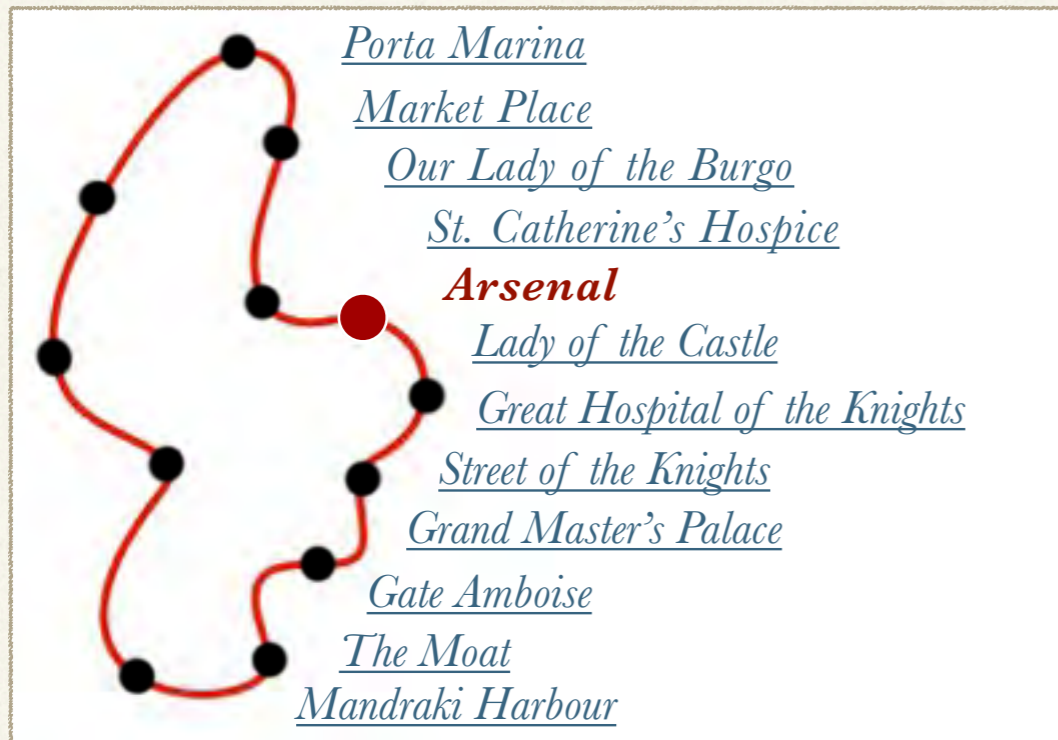 Porta Marina
Market Place
Our Lady of the Burgo
St. Catherine’s Hospice
Arsenal
Lady of the Castle
Great Hospital of the Knights
Street of the Knights
Grand Master’s Palace
Gate Amboise
The Moat
Mandraki Harbour